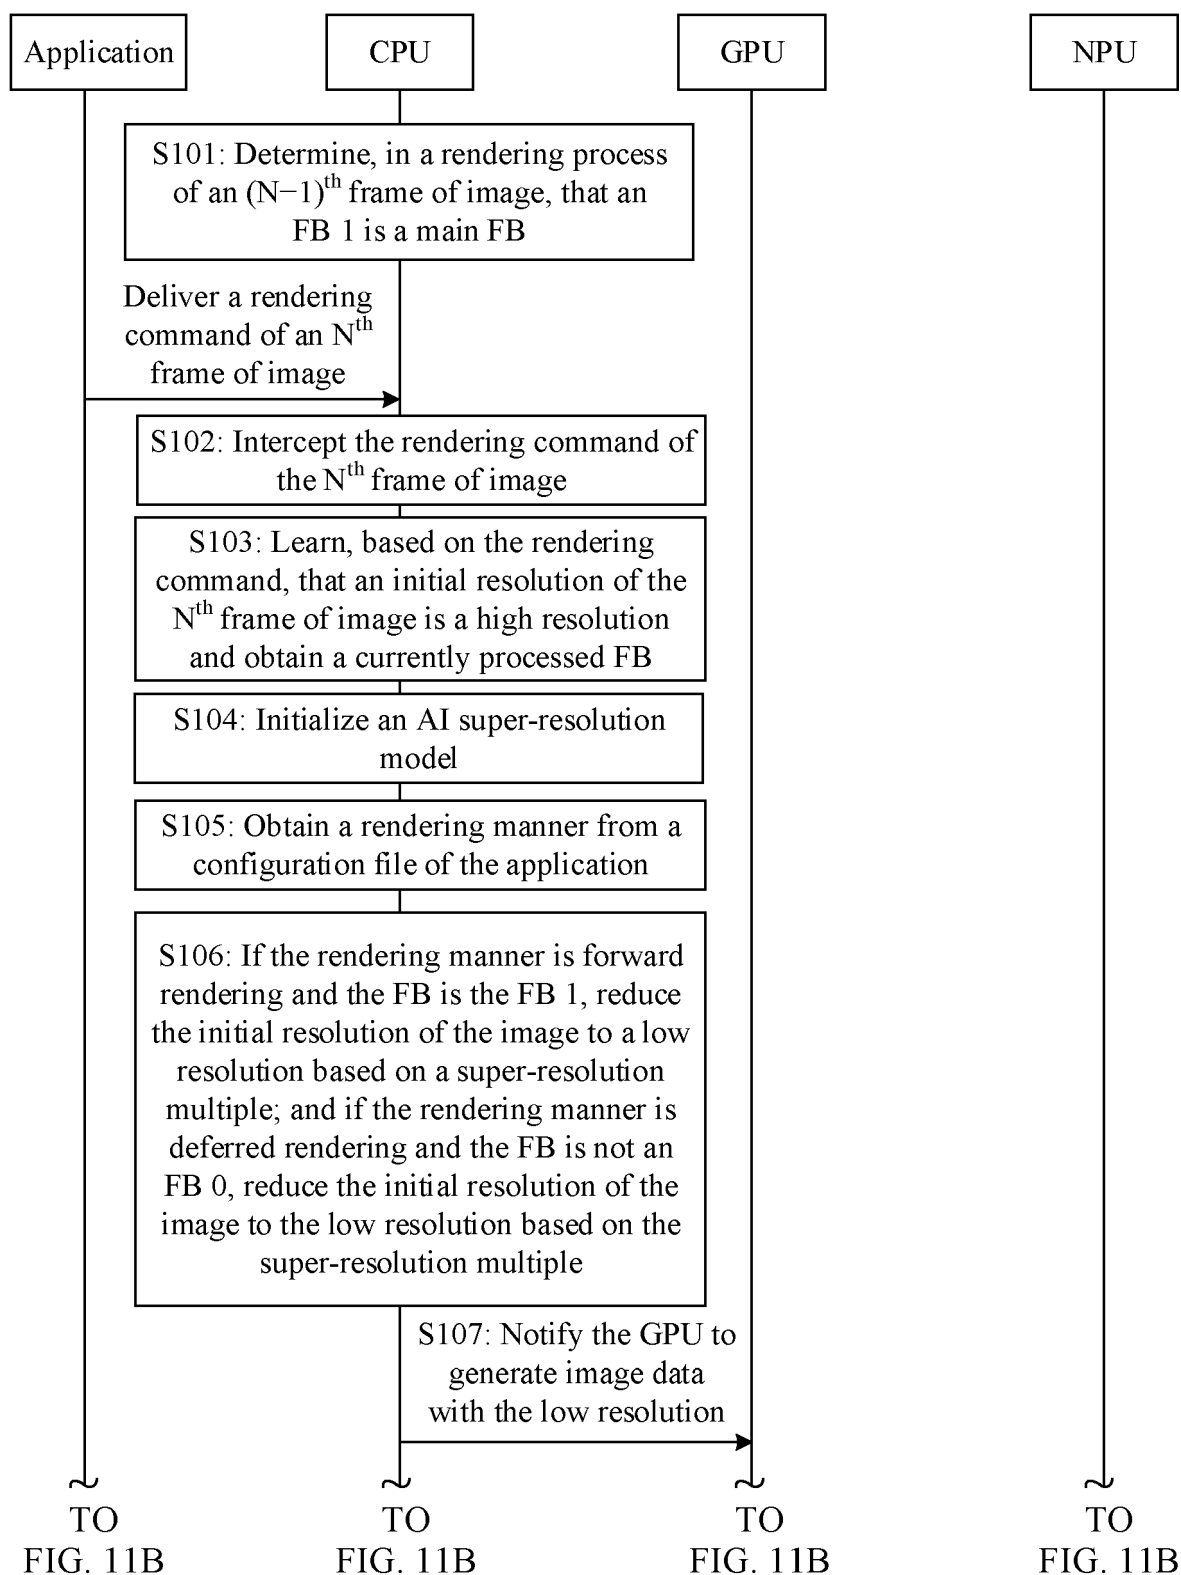 Application
CPU
GPU
NPU
S101: Determine, in a rendering process
of an (N−1)th frame of image, that an
FB 1 is a main FB
Deliver a rendering
command of an Nth
frame of image
S102: Intercept the rendering command of
the Nth frame of image
S103: Learn, based on the rendering
command, that an initial resolution of the
Nth frame of image is a high resolution
and obtain a currently processed FB
S104: Initialize an AI super-resolution
model
S105: Obtain a rendering manner from a
configuration file of the application
S106: If the rendering manner is forward
rendering and the FB is the FB 1, reduce
the initial resolution of the image to a low
resolution based on a super-resolution
multiple; and if the rendering manner is
deferred rendering and the FB is not an
FB 0, reduce the initial resolution of the
image to the low resolution based on the
super-resolution multiple
S107: Notify the GPU to
generate image data
with the low resolution
TO
FIG. 11B
TO
FIG. 11B
TO
FIG. 11B
TO
FIG. 11B